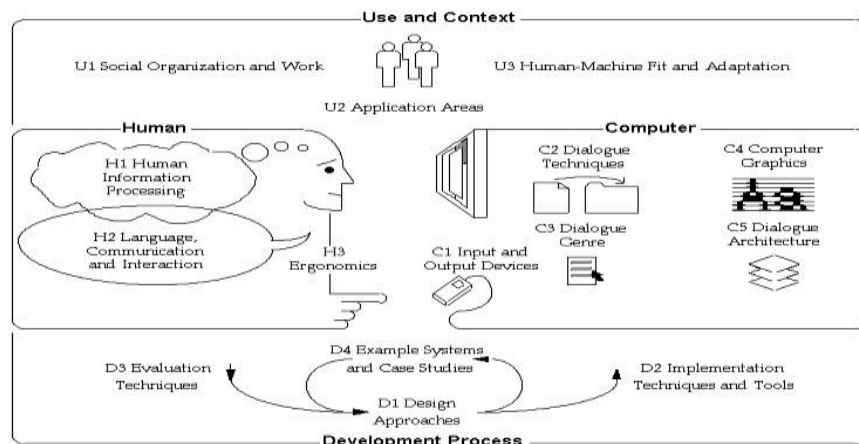 Use and Context
U1 Social Organization and Work
U3 Human-Machine Fit and Adaptation
U2 Application Areas
Human
Computer
H1 Human
Information
Processing
H2 Language,
Communication
and Interaction
H3
Ergonomics
C1 Input and
Output Devices
C2 Dialogue
Techniques
C3 Dialogue
Genre
C4 Computer
Graphics
Aa
C5 Dialogue
Architecture
D3 Evaluation
Techniques
D4 Example Systems
and Case Studies
D1 Design
Approaches
D2 Implementation
Techniques and Tools
Development Process